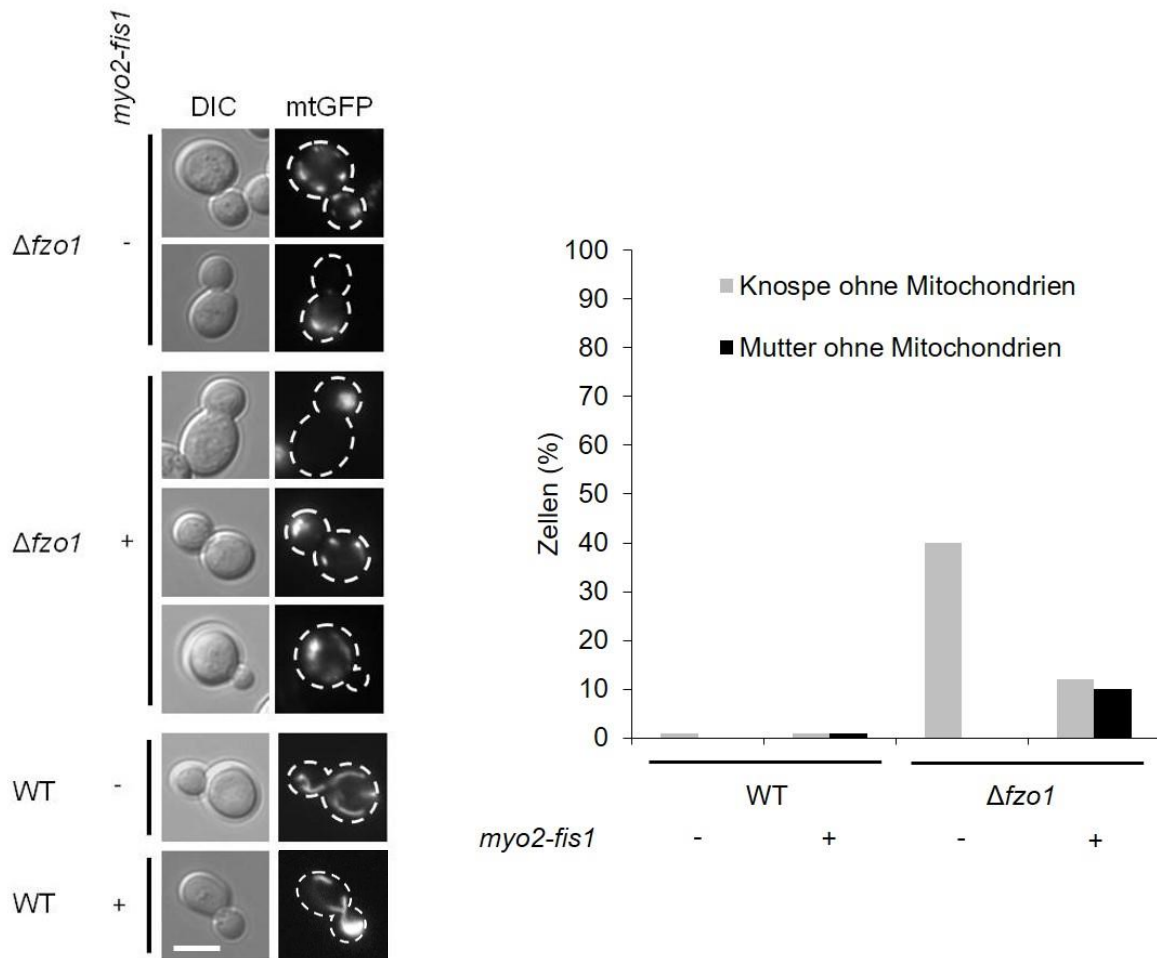 myo2-fis1
DIC mtGFP
Δfzo1 -
Δfzo1 +
WT -
WT +
Zellen (%)
100
90
80
70
60
50
40
30
20
10
0
Knospe ohne Mitochondrien
Mutter ohne Mitochondrien
WT Δfzo1
myo2-fis1 - + - +